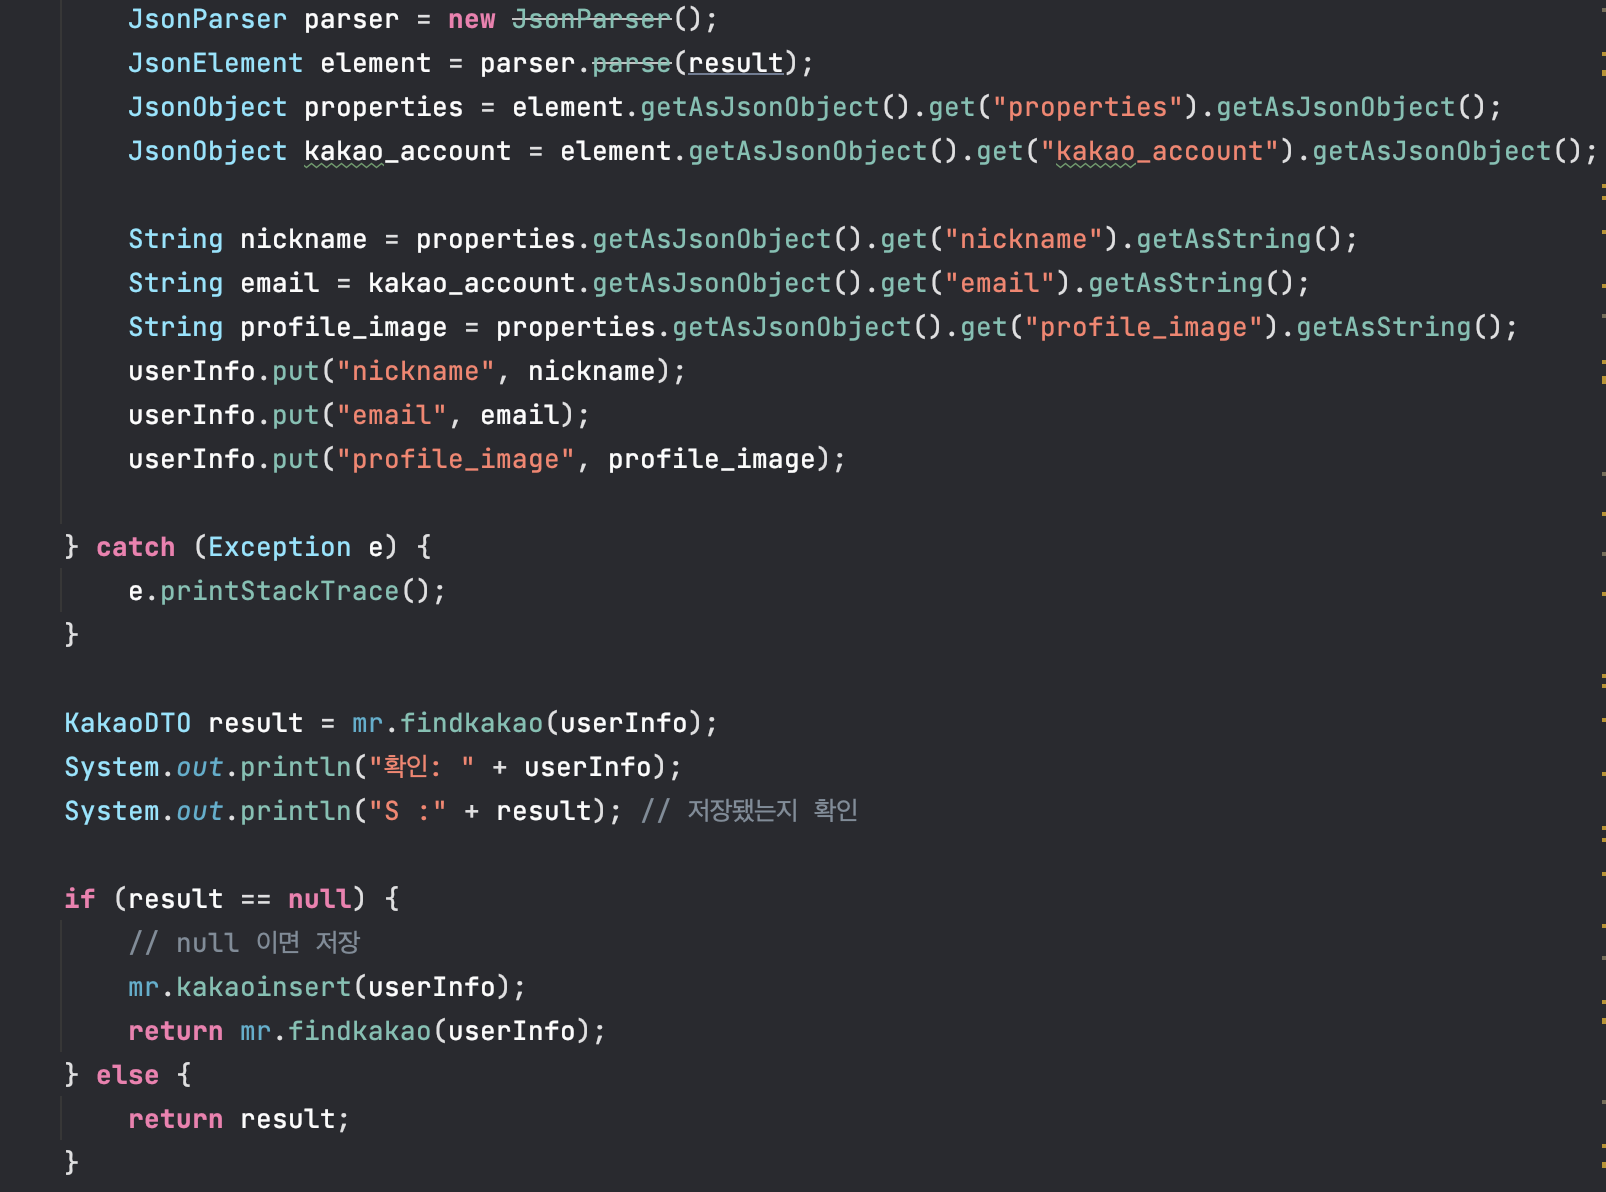 JsonParser parser = new JsonParser();
JsonElement element = parser.parse(result);
JsonObject properties = element.getAsJsonObject().get("properties").getAsJsonObject();
JsonObject kakao_account = element.getAsJsonObject().get("kakao_account").getAsJsonObject();
String nickname = properties.getAsJsonObject().get("nickname").getAsString();
String email = kakao_account.getAsJsonObject().get("email").getAsString();
String profile_image = properties.getAsJsonObject().get("profile_image").getAsString();
userInfo.put("nickname", nickname);
userInfo.put("email", email);
userInfo.put("profile_image", profile_image);
} catch (Exception e) {
e.printStackTrace();
}
KakaoDTO result = mr.findkakao(userInfo);
System.out.println("확인: " + userInfo);
System.out.println("S :" + result); // 저장됐는지 확인
if (result == null) {
// null 이면 저장
mr.kakaoinsert(userInfo);
return mr.findkakao(userInfo);
} else {
return result;
}